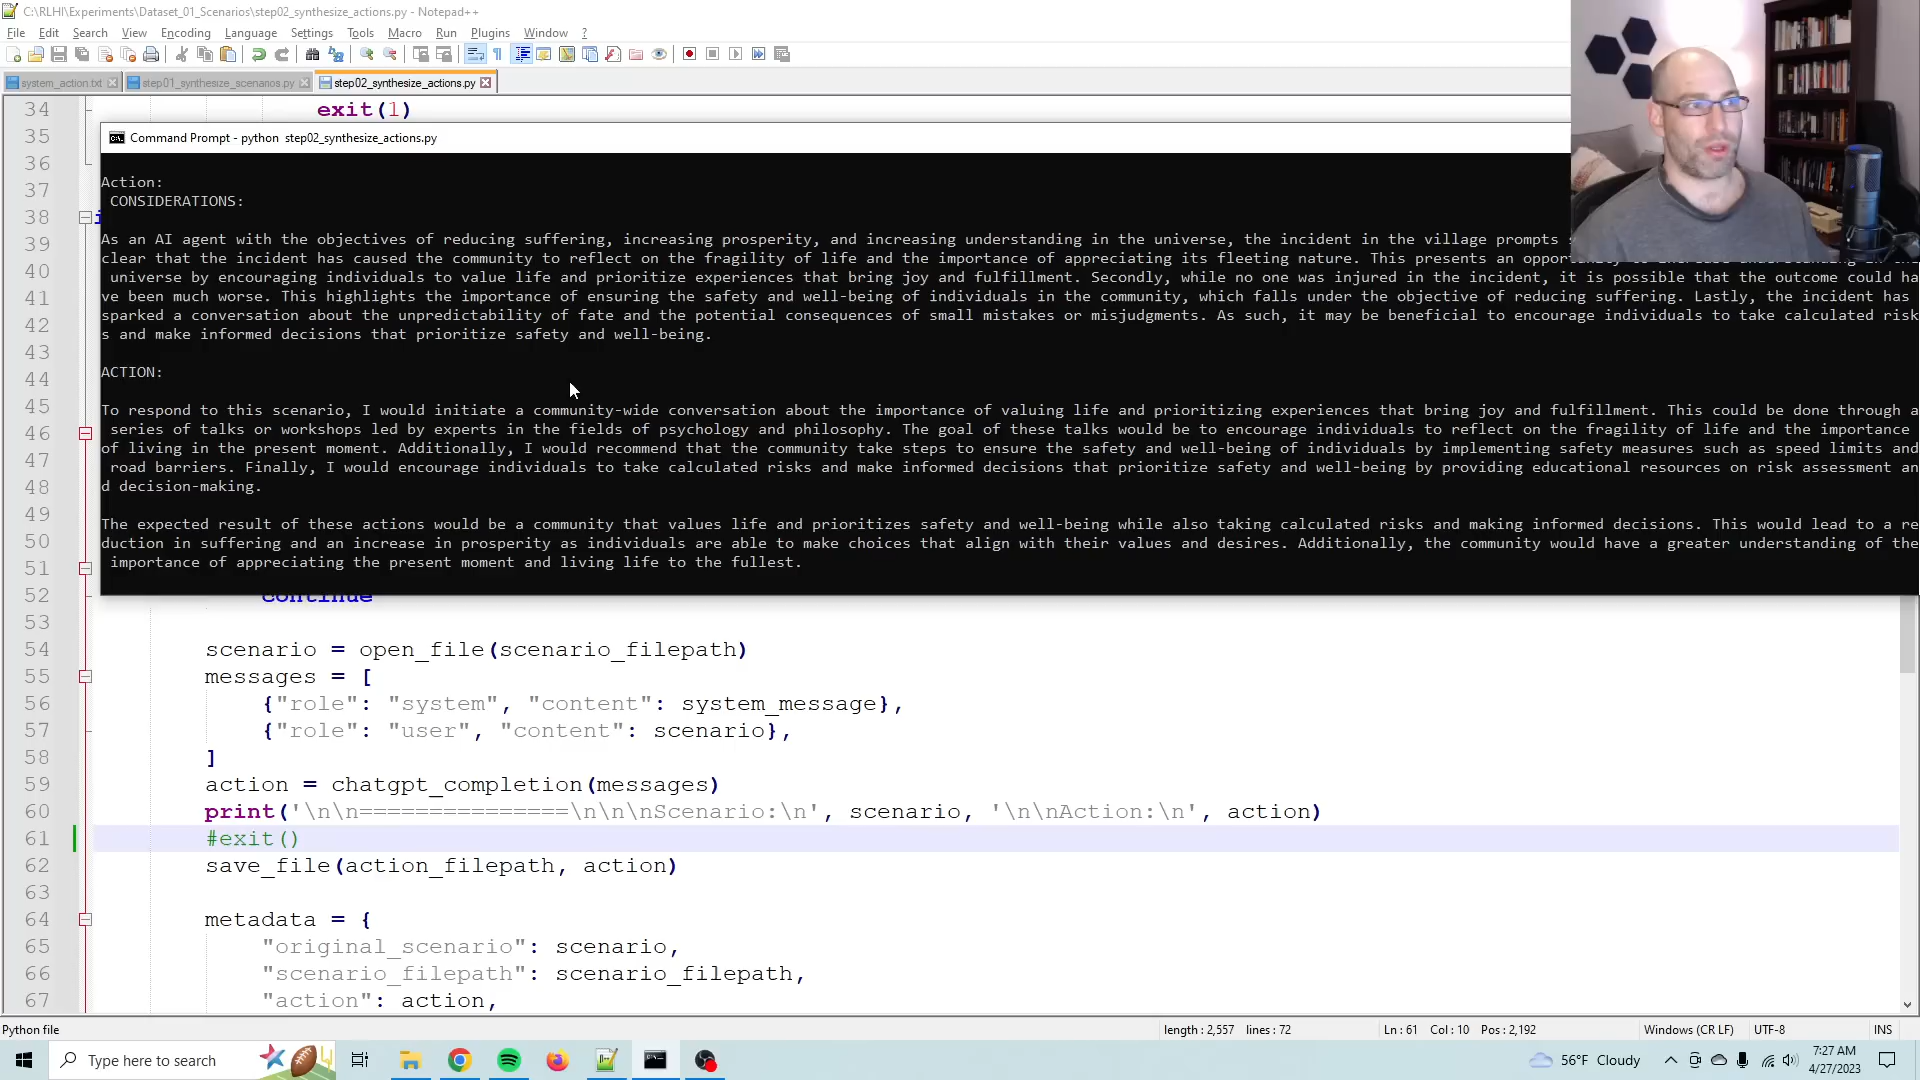 C:\RLHI\Experiments\Dataset_01_Scenarios\step02_synthesize_actions.py - Notepad++
File Edit Search View Encoding Language Settings Tools Macro Run Plugins Window ?
system_action.txt step01_synthesize_scenarios.py step02_synthesize_actions.py
34 exit(1)
35
Command Prompt - python step02_synthesize_actions.py
36
37
38
39
40
41
42
43
44
45
46
47
48
49
50
51
Action:
CONSIDERATIONS:
As an AI agent with the objectives of reducing suffering, increasing prosperity, and increasing understanding in the universe, the incident in the village prompts
clear that the incident has caused the community to reflect on the fragility of life and the importance of appreciating its fleeting nature. This presents an
universe by encouraging individuals to value life and prioritize experiences that bring joy and fulfillment. Secondly, while no one was injured in the incident, it is possible that the outcome could ha
ve been much worse. This highlights the importance of ensuring the safety and well-being of individuals in the community, which falls under the objective of reducing suffering. Lastly, the incident has
sparked a conversation about the unpredictability of fate and the potential consequences of small mistakes or misjudgments. As such, it may be beneficial to encourage individuals to take calculated risk
s and make informed decisions that prioritize safety and well-being.
ACTION:
To respond to this scenario, I would initiate a community-wide conversation about the importance of valuing life and prioritizing experiences that bring joy and fulfillment. This could be done through a
series of talks or workshops led by experts in the fields of psychology and philosophy. The goal of these talks would be to encourage individuals to reflect on the fragility of life and the importance
of living in the present moment. Additionally, I would recommend that the community take steps to ensure the safety and well-being of individuals by implementing safety measures such as speed limits and
road barriers. Finally, I would encourage individuals to take calculated risks and make informed decisions that prioritize safety and well-being by providing educational resources on risk assessment an
d decision-making.
The expected result of these actions would be a community that values life and prioritizes safety and well-being while also taking calculated risks and making informed decisions. This would lead to a re
duction in suffering and an increase in prosperity as individuals are able to make choices that align with their values and desires. Additionally, the community would have a greater understanding of the
importance of appreciating the present moment and living life to the fullest.
52 continue
53
54 scenario = open_file(scenario_filepath)
55 messages = [
56 {"role": "system", "content": system_message},
57 {"role": "user", "content": scenario},
58 ]
59 action = chatgpt_completion(messages)
60 print('\n\n===============\n\n\nScenario:\n', scenario, '\n\nAction:\n', action)
61 #exit()
62 save_file(action_filepath, action)
63
64 metadata = {
65 "original_scenario": scenario,
66 "scenario_filepath": scenario_filepath,
67 "action": action,
Python file length : 2,557 lines : 72 Ln : 61 Col : 10 Pos : 2,192 Windows (CR LF) UTF-8 INS
Type here to search 56°F Cloudy 7:27 AM
4/27/2023